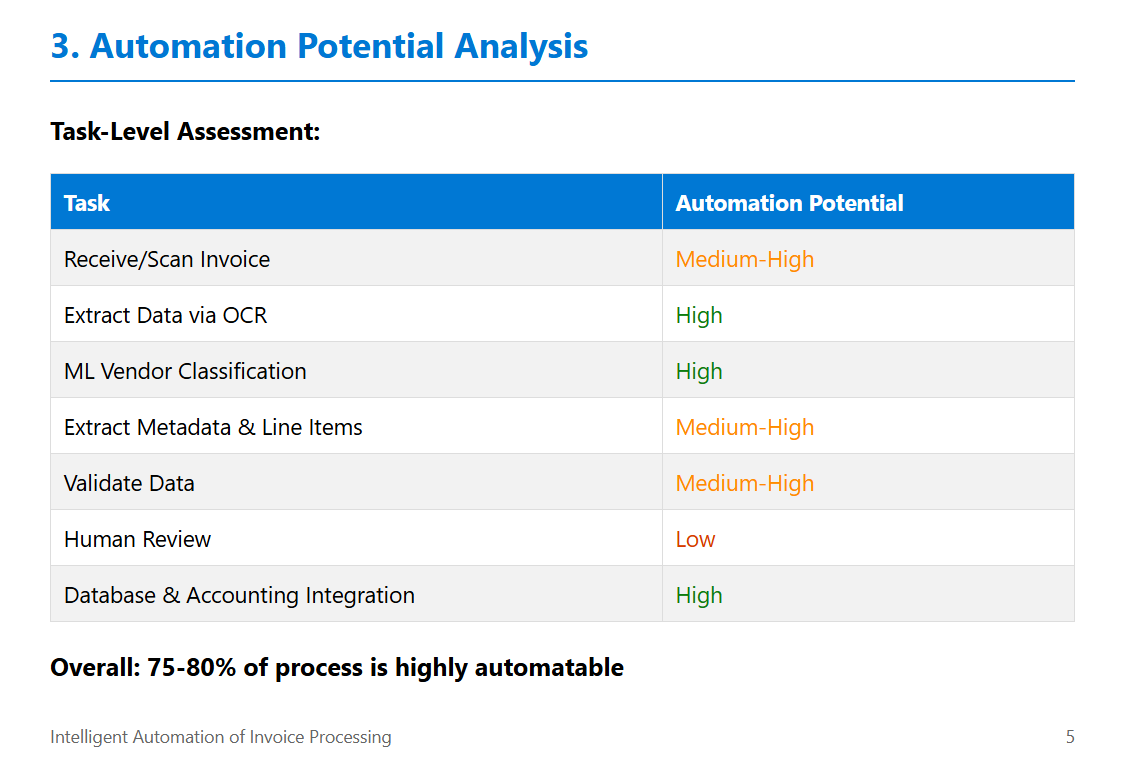 3. Automation Potential Analysis
Task-Level Assessment:
Task Automation Potential
Receive/Scan Invoice Medium-High
Extract Data via OCR High
ML Vendor Classification High
Extract Metadata & Line Items Medium-High
Validate Data Medium-High
Human Review Low
Database & Accounting Integration High
Overall: 75-80% of process is highly automatable
Intelligent Automation of Invoice Processing 5